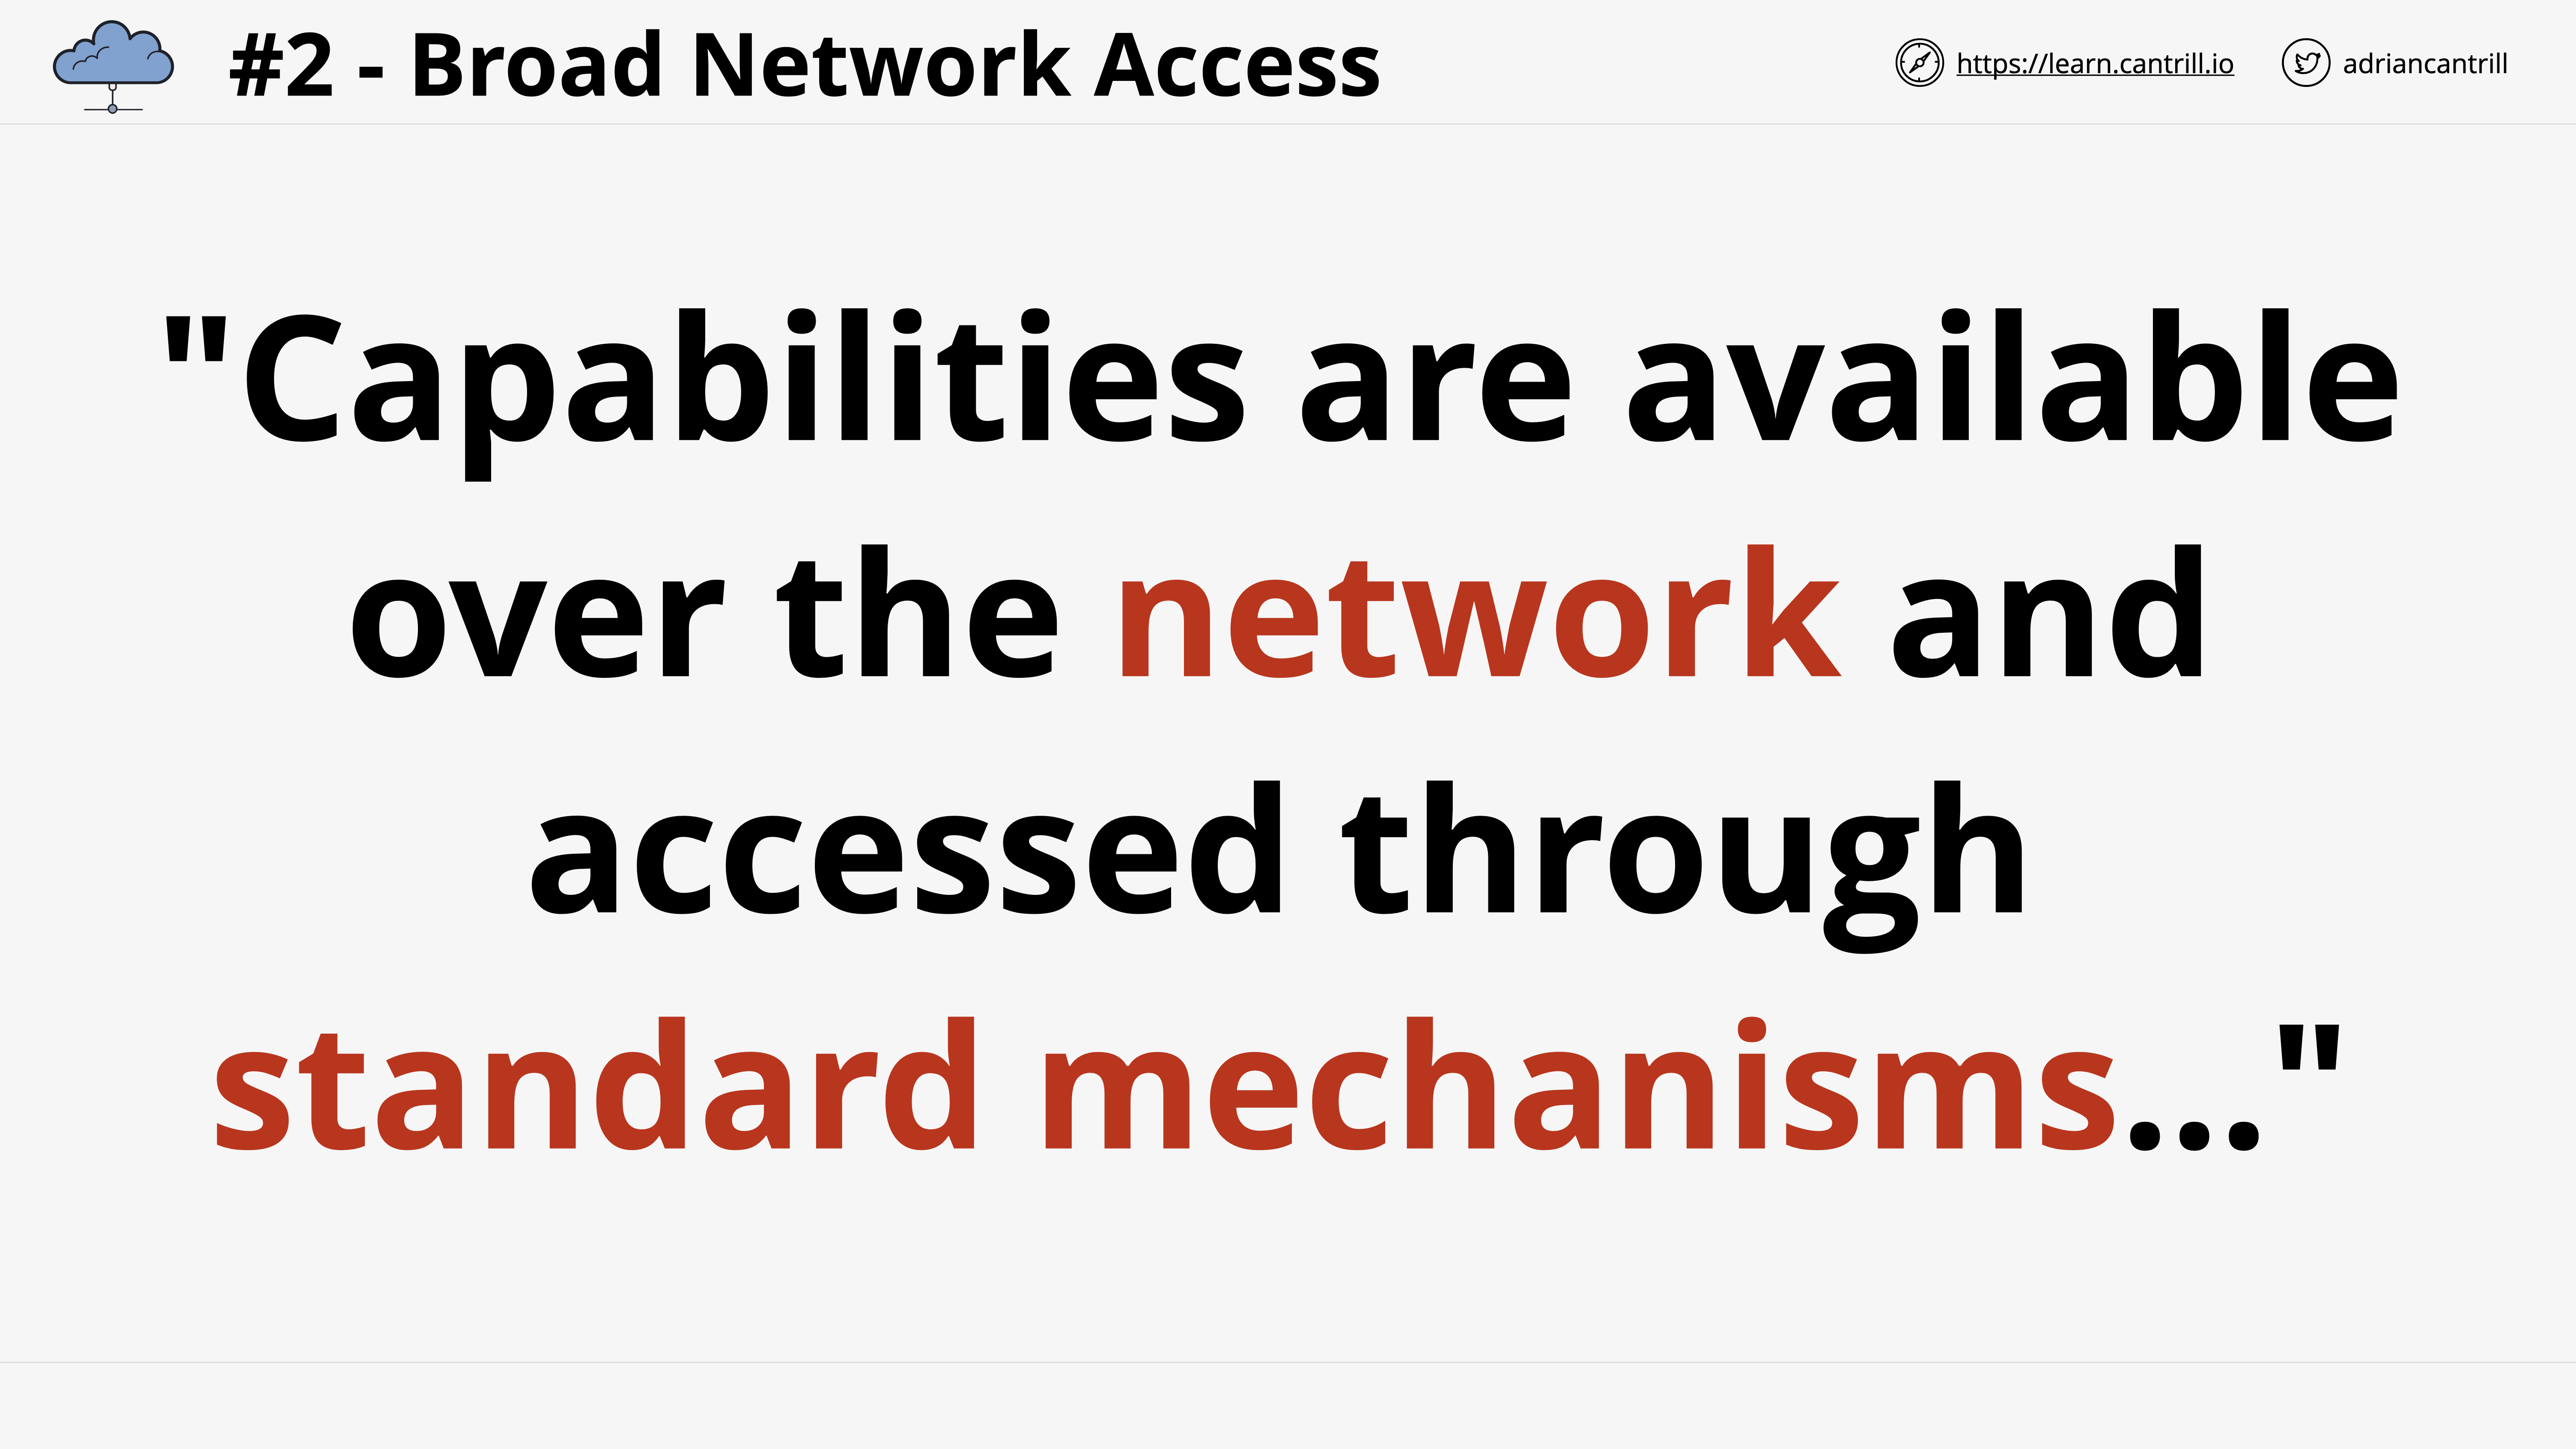 #2 - Broad Network Access
https://learn.cantrill.io
adriancantrill
"Capabilities are available
over the network and
accessed through
standard mechanisms..."